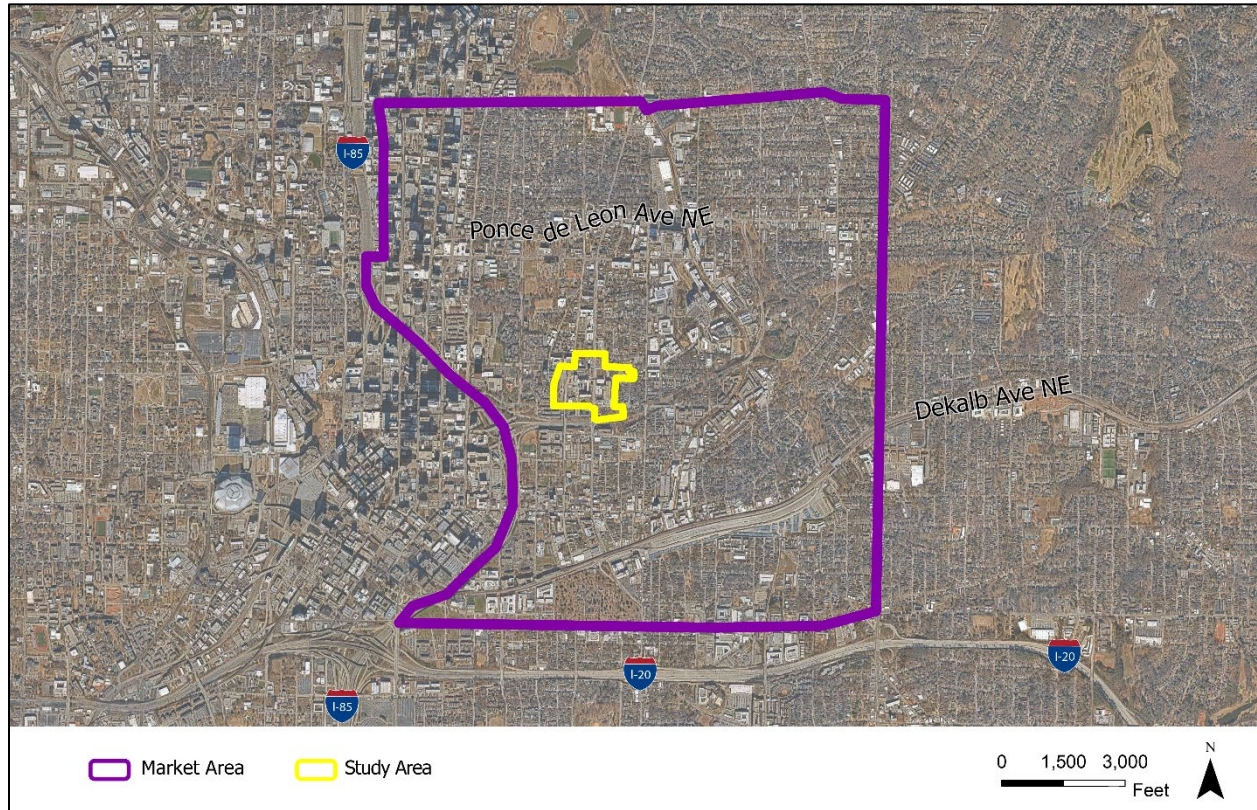 I-85
Ponce de Leon Ave NE
Dekalb Ave NE
I-20
I-20
I-85
Market Area
Study Area
0 1,500 3,000
Feet
N